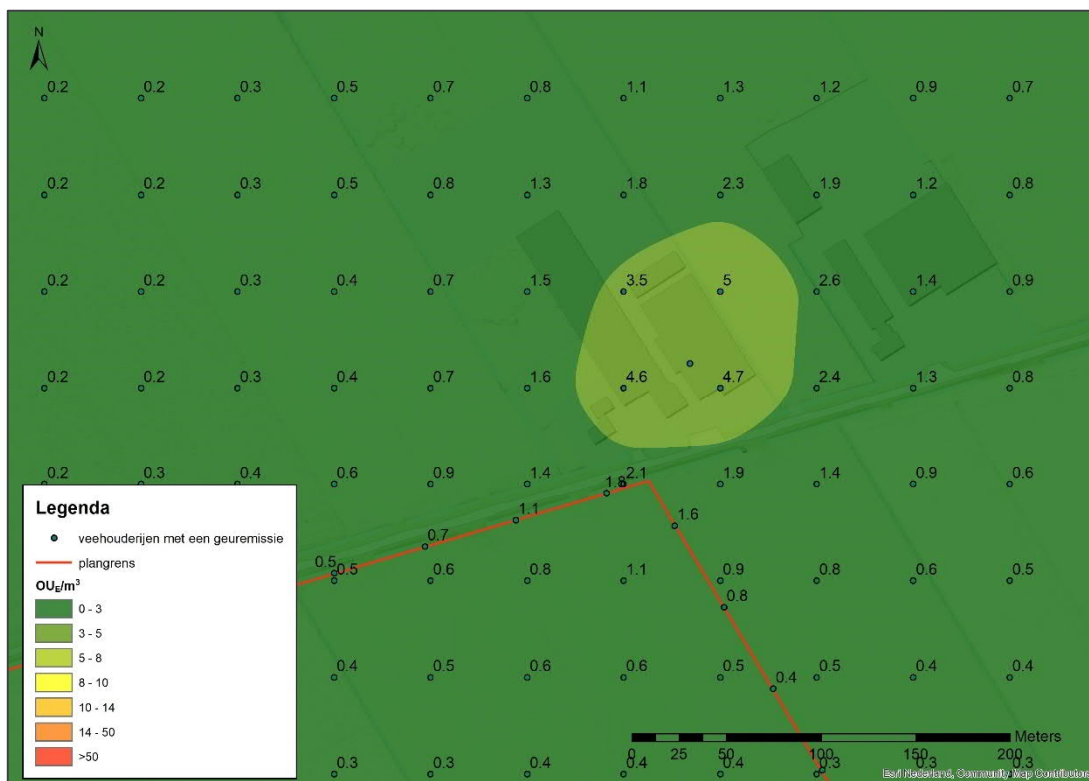 N
0.2 0.2 0.3 0.5 0.7 0.8 1.1 1.3 1.2 0.9 0.7
0.2 0.2 0.3 0.5 0.8 1.3 1.8 2.3 1.9 1.2 0.8
0.2 0.2 0.3 0.4 0.7 1.5 3.5 5 2.6 1.4 0.9
0.2 0.2 0.3 0.4 0.7 1.6 4.6 4.7 2.4 1.3 0.8
0.2 0.3 0.4 0.6 0.9 1.4 2.1 1.9 1.4 0.9 0.6
1.1 1.6
0.7
0.5 0.5 0.6 0.8 1.1 0.9 0.8 0.6 0.5
0.8
0.4 0.5 0.6 0.6 0.5 0.5 0.4 0.4
0.4
0.3 0.3 0.4 0.4 0.4 0.3 0.3 0.3
Legenda
veehouderijen met een geuremissie
plangrens
OUE/m³
0 - 3
3 - 5
5 - 8
8 - 10
10 - 14
14 - 50
>50
Meters
0 25 50 100 150 200
Esri Nederland, Community Map Contributors